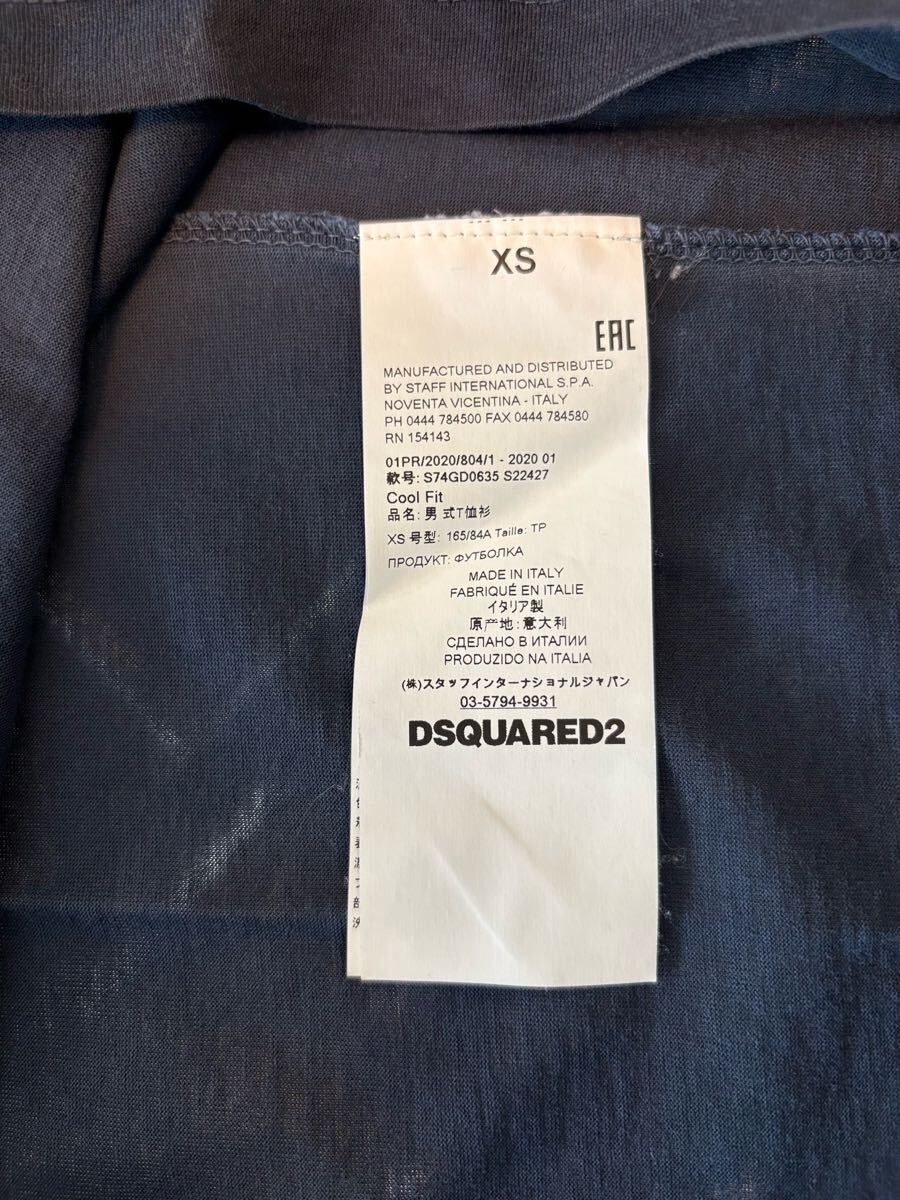 XS
EAC
MANUFACTURED AND DISTRIBUTED
BY STAFF INTERNATIONAL S.P.A.
NOVENTA VICENTINA - ITALY
PH 0444 784500 FAX 0444 784580
RN 154143
01PR/2020/804/1 - 2020 01
款号: S74GD0635 S22427
Cool Fit
品名: 男 式T恤衫
XS 号型: 165/84A Taille: TP
ПРОДУКТ: ФУТБОЛКА
MADE IN ITALY
FABRIQUÉ EN ITALIE
イタリア製
原产地: 意大利
СДЕЛАНО В ИТАЛИИ
PRODUZIDO NA ITALIA
(株)スタッフインターナショナルジャパン
03-5794-9931
DSQUARED2